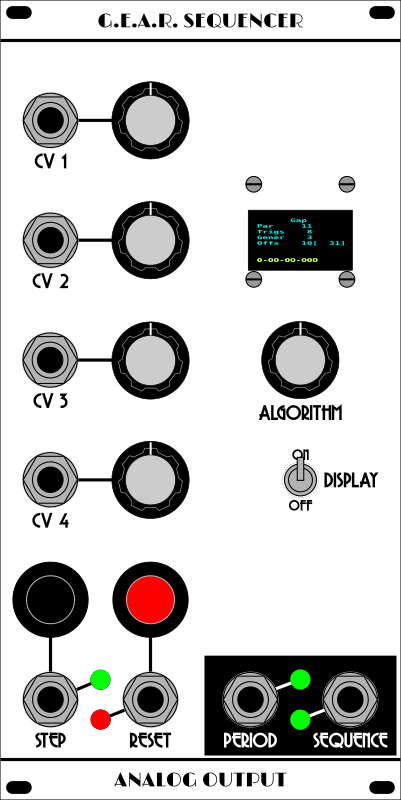 G.E.A.R. SEQUENCER
CV 1
CV 2
Gap
Par 11
Trigs 8
Gener 3
Offs 10[ 31]
0-00-00-000
CV 3
ALGORITHM
ON
DISPLAY
OFF
CV 4
STEP
RESET
PERIOD
SEQUENCE
ANALOG OUTPUT